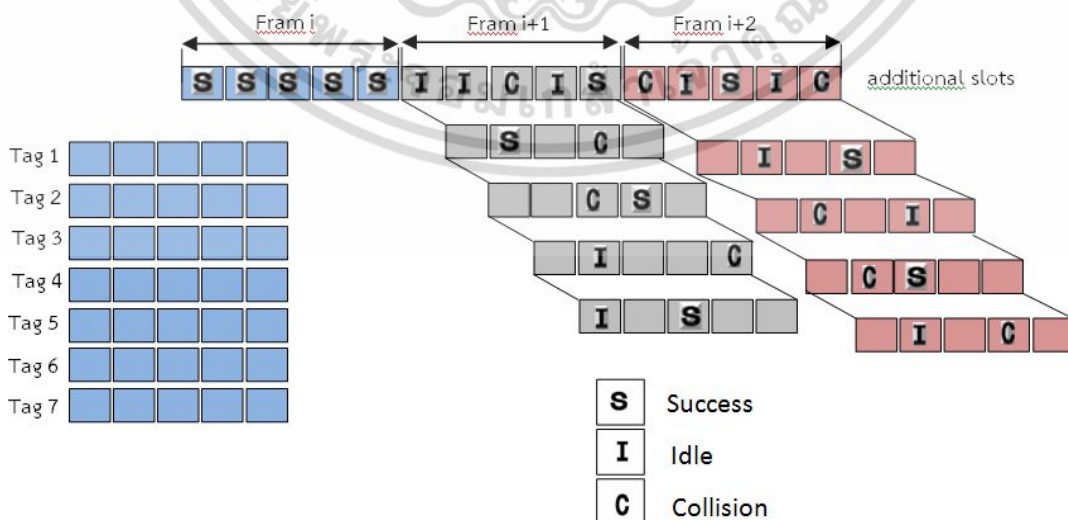 Fram i Fram i+1 Fram i+2
S S S S S I I C I S C I S I C additional slots
S C
Tag 1 I S
Tag 2 C S
C I
Tag 3
I C
Tag 4 C S
Tag 5 I S
I C
Tag 6
Tag 7
S Success
I Idle
C Collision